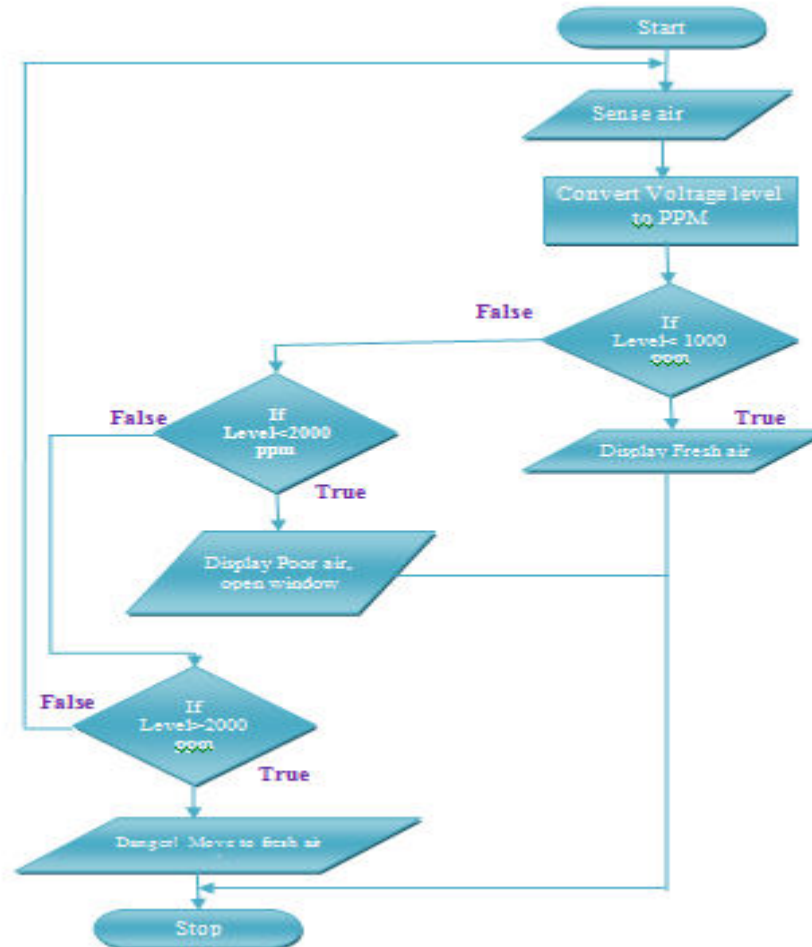 Start
Sense air
Convert Voltage level
to PPM
If
Level<= 1000
ppm
False
True
Display Fresh air
If
Level<=2000
ppm
False
True
Display Poor air,
open window
If
Level>2000
ppm
False
True
Danger! Move to fresh air
Stop